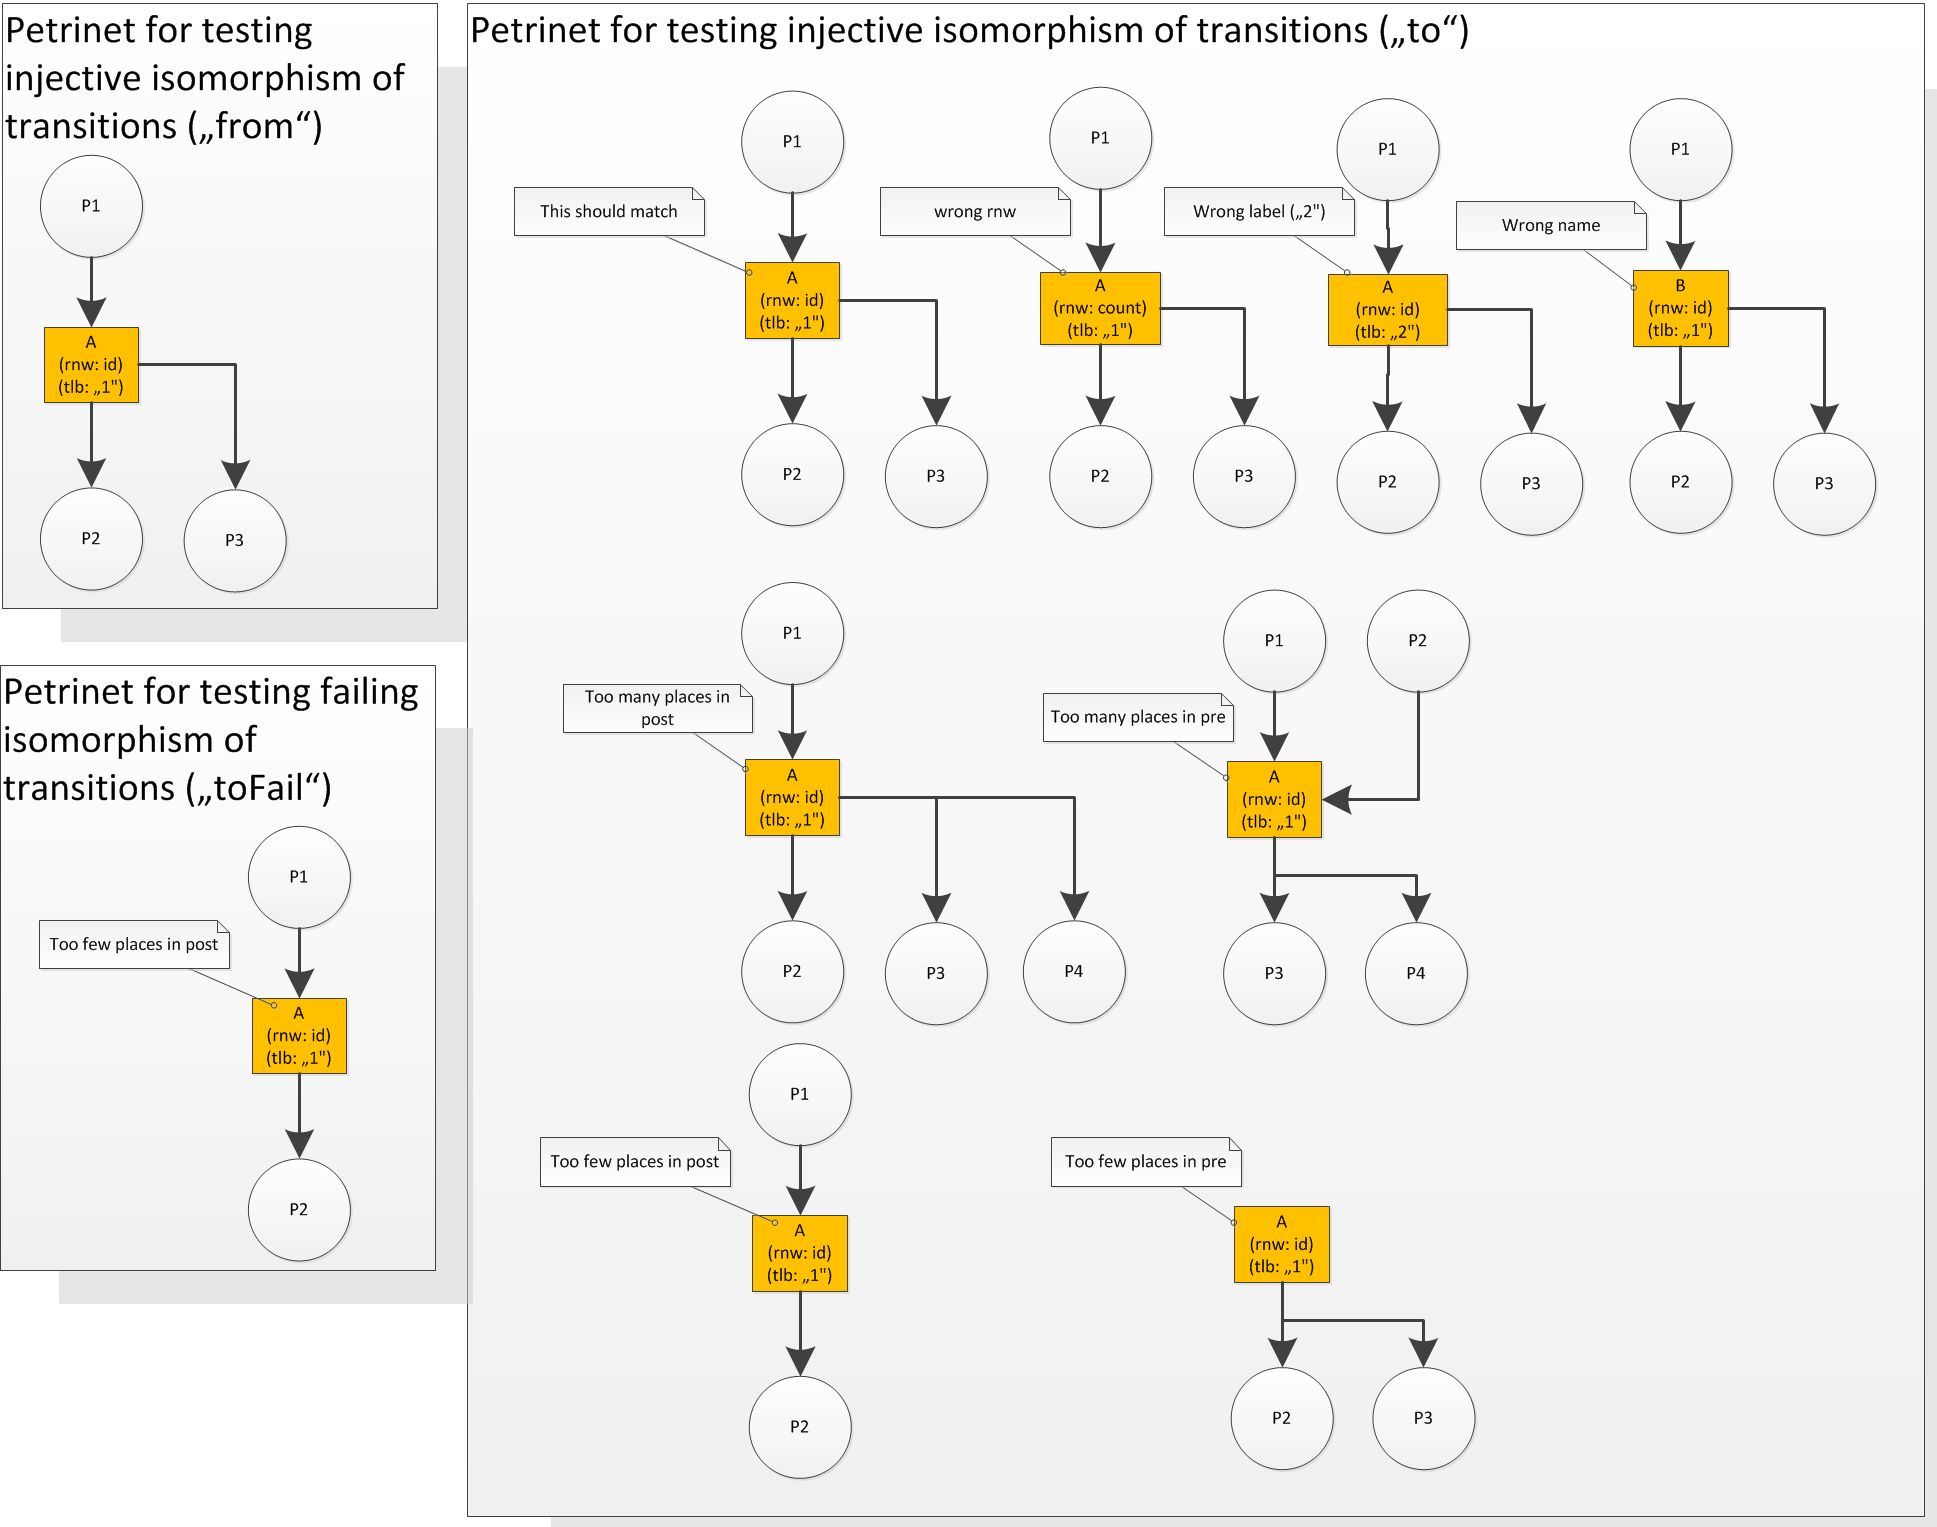 Petrinet for testing
injective isomorphism of
transitions („from“)
P1
A
(rnw: id)
(tlb: „1")
P2
P3
Petrinet for testing failing
isomorphism of
transitions („toFail“)
P1
Too few places in post
A
(rnw: id)
(tlb: „1")
P2
Petrinet for testing injective isomorphism of transitions („to“)
P1
This should match
A
(rnw: id)
(tlb: „1")
P2
P3
P1
wrong rnw
A
(rnw: count)
(tlb: „1")
P2
P3
P1
Wrong label („2")
A
(rnw: id)
(tlb: „2")
P2
P3
P1
Wrong name
B
(rnw: id)
(tlb: „1")
P2
P3
P1
Too many places in
post
A
(rnw: id)
(tlb: „1")
P2
P3
P4
P1
P2
Too many places in pre
A
(rnw: id)
(tlb: „1")
P3
P4
P1
Too few places in post
A
(rnw: id)
(tlb: „1")
P2
Too few places in pre
A
(rnw: id)
(tlb: „1")
P2
P3